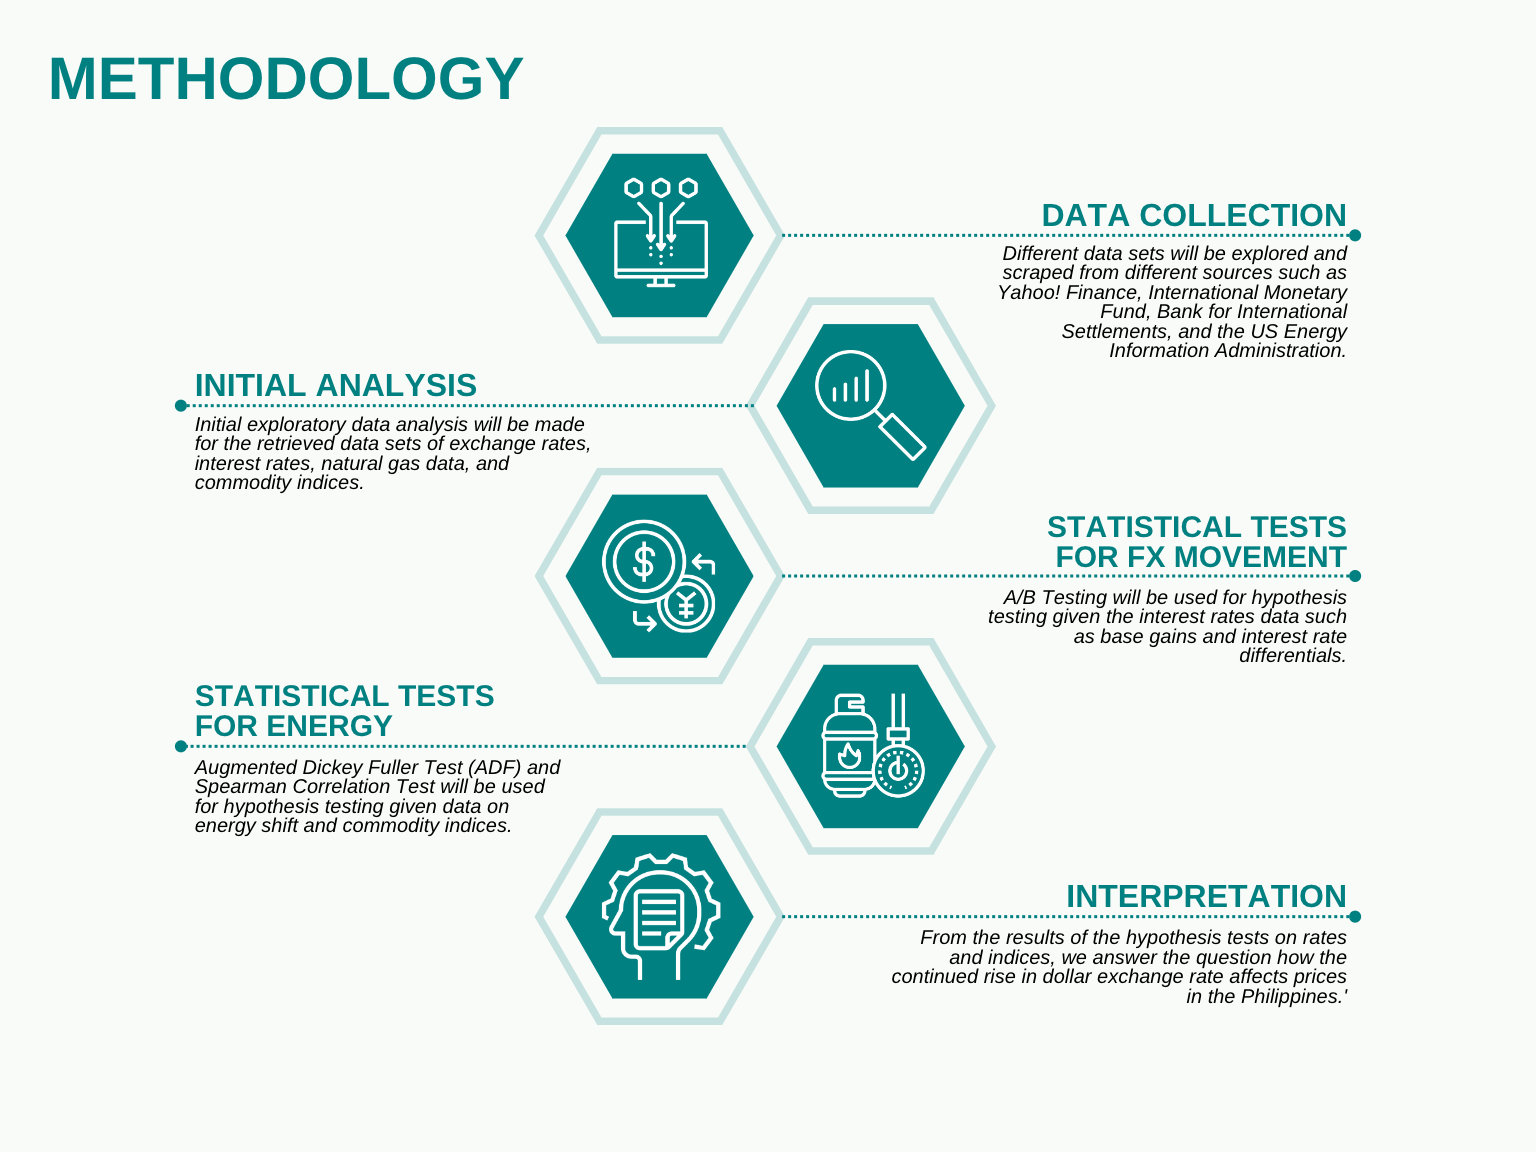 METHODOLOGY
DATA COLLECTION
Different data sets will be explored and
scraped from different sources such as
Yahoo! Finance, International Monetary
Fund, Bank for International
Settlements, and the US Energy
Information Administration.
INITIAL ANALYSIS
Initial exploratory data analysis will be made
for the retrieved data sets of exchange rates,
interest rates, natural gas data, and
commodity indices.
$
¥
STATISTICAL TESTS
FOR FX MOVEMENT
A/B Testing will be used for hypothesis
testing given the interest rates data such
as base gains and interest rate
differentials.
STATISTICAL TESTS
FOR ENERGY
Augmented Dickey Fuller Test (ADF) and
Spearman Correlation Test will be used
for hypothesis testing given data on
energy shift and commodity indices.
INTERPRETATION
From the results of the hypothesis tests on rates
and indices, we answer the question how the
continued rise in dollar exchange rate affects prices
in the Philippines.'